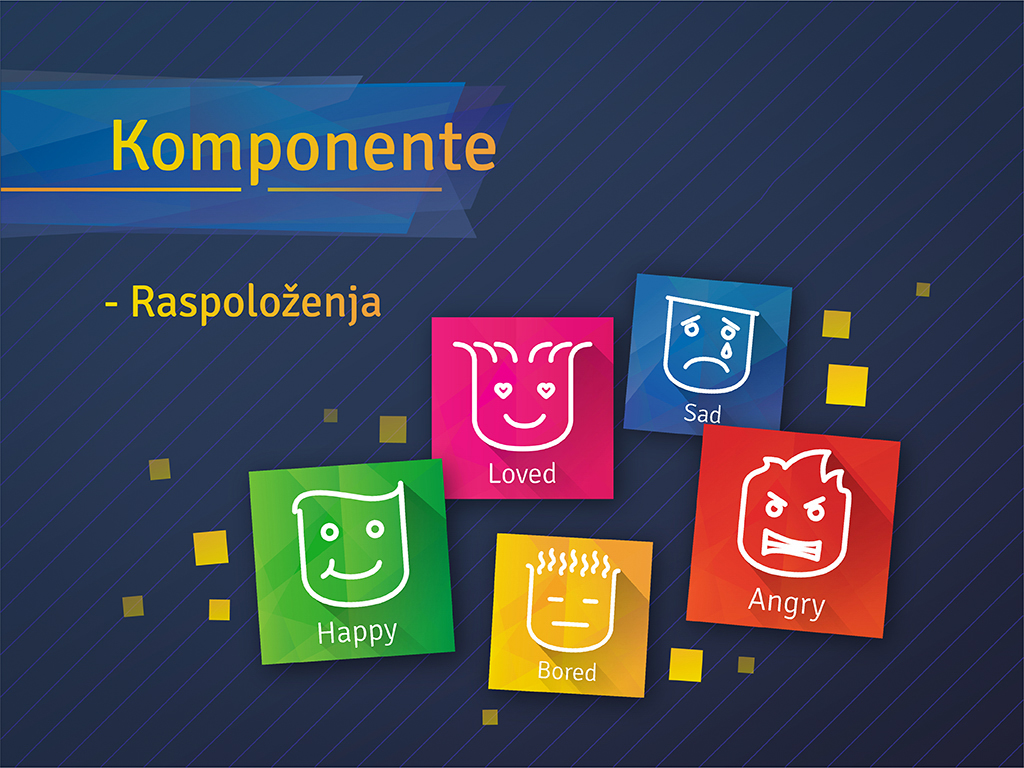 Komponente
- Raspoloženja
Loved
Sad
Happy
Bored
Angry